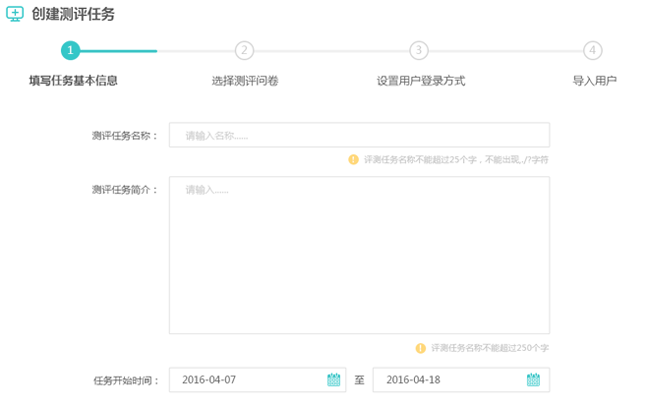 创建测评任务
1 2 3 4
填写任务基本信息 选择测评问卷 设置用户登录方式 导入用户
测评任务名称： 请输入名称......
! 评测任务名称不能超过25个字，不能出现,./?字符
测评任务简介： 请输入......
! 评测任务名称不能超过250个字
任务开始时间： 2016-04-07 至 2016-04-18